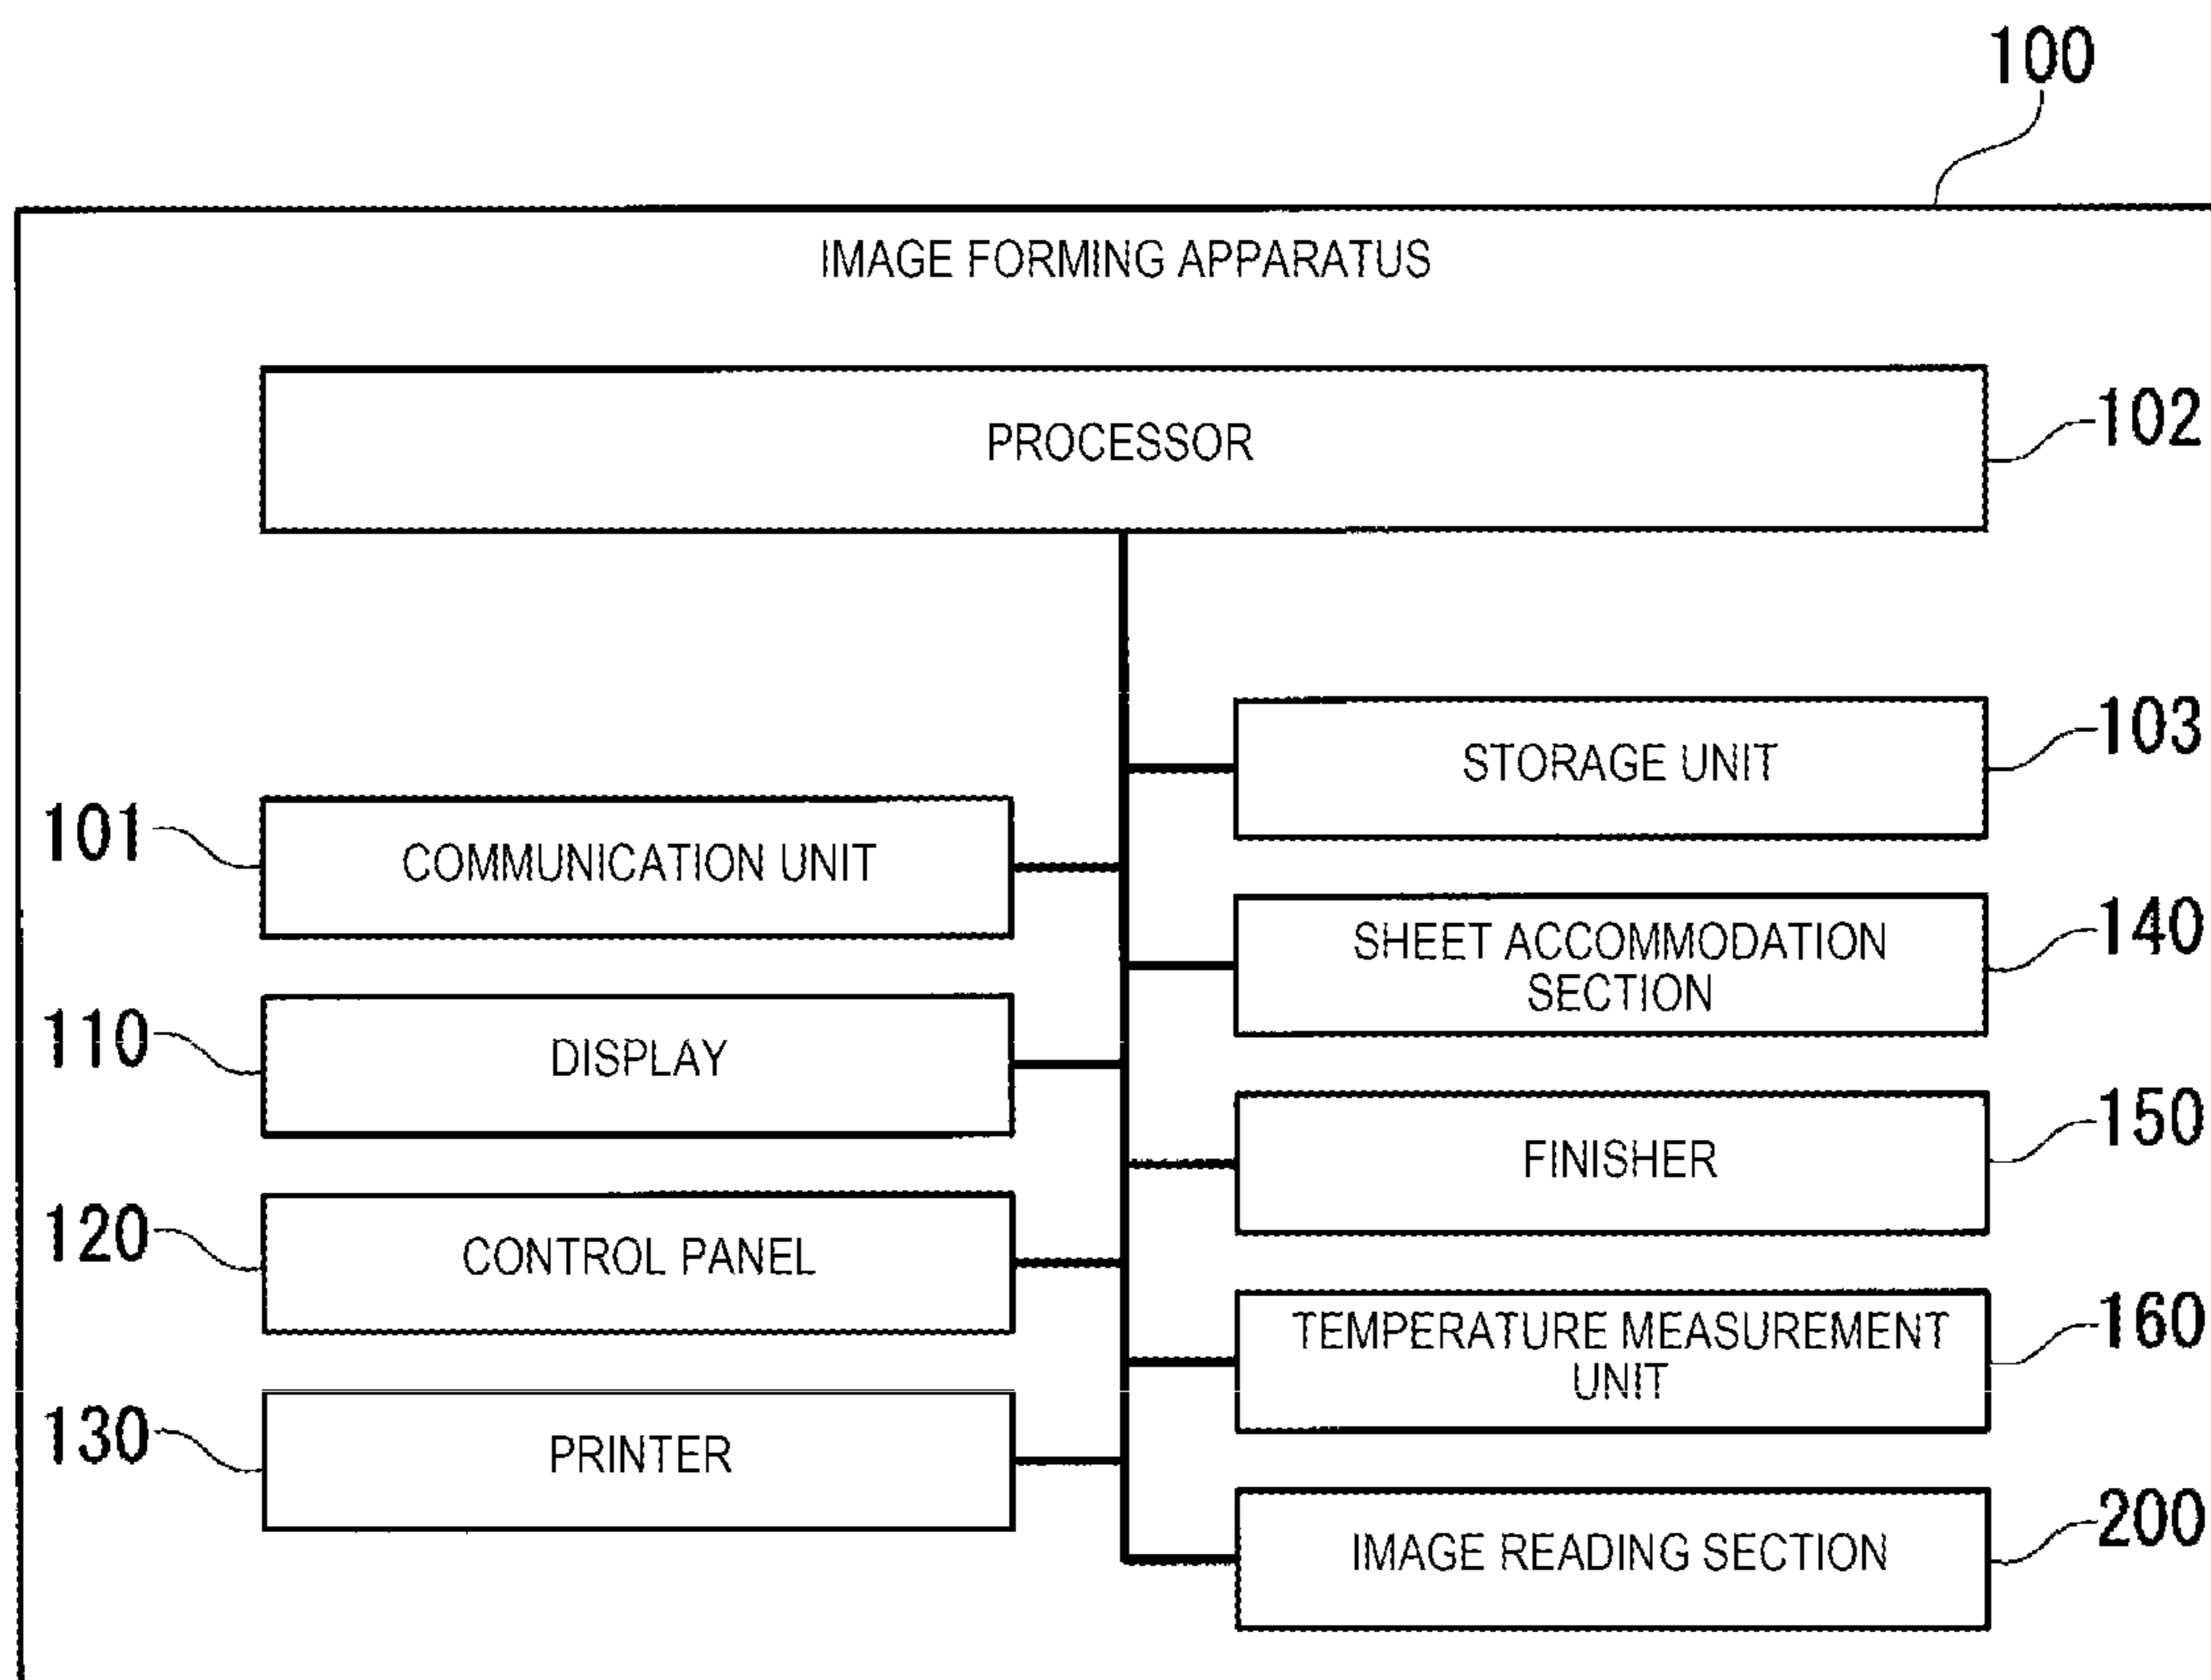 100
IMAGE FORMING APPARATUS
PROCESSOR
102
STORAGE UNIT
103
101
COMMUNICATION UNIT
SHEET ACCOMMODATION
SECTION
140
110
DISPLAY
FINISHER
150
120
CONTROL PANEL
TEMPERATURE MEASUREMENT
UNIT
160
130
PRINTER
IMAGE READING SECTION
200